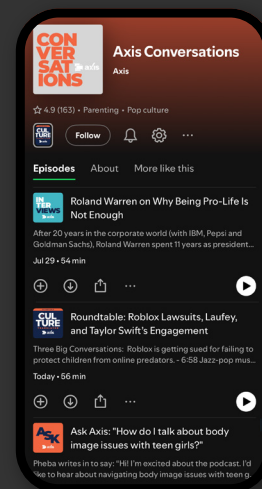 CON
VER
SAT
IONS
axis
Axis Conversations
Axis
4.9 (163) • Parenting • Pop culture
CUL
TURE
Follow
Episodes About More like this
IN
TER
VIEWS
axis
Roland Warren on Why Being Pro-Life Is
Not Enough
After 20 years in the corporate world (with IBM, Pepsi and
Goldman Sachs), Roland Warren spent 11 years as president...
Jul 29 • 54 min
CUL
TURE
axis
Roundtable: Roblox Lawsuits, Laufey,
and Taylor Swift's Engagement
Three Big Conversations: Roblox is getting sued for failing to
protect children from online predators. - 6:58 Jazz-pop mus...
Today • 56 min
ASK
axis
Ask Axis: "How do I talk about body
image issues with teen girls?"
Pheba writes in to say: "Hi! I'm excited about the podcast. I'd
like to hear about navigating body image issues with teen g.